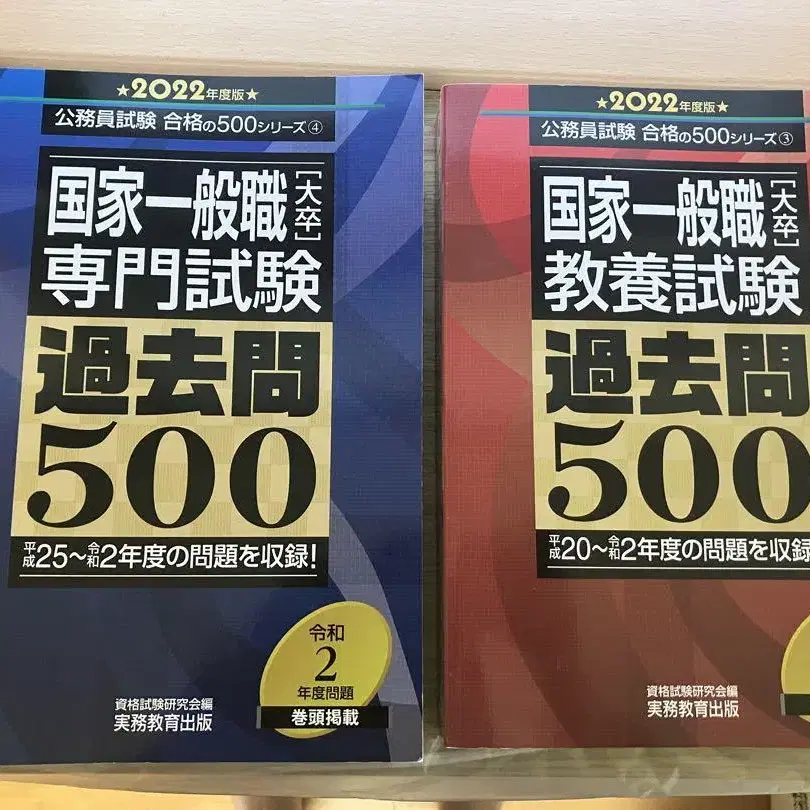 ★2022年度版★
公務員試験 合格の500シリーズ④
国家一般職[大卒]
専門試験
過去問
500
平成25〜令和2年度の問題を収録!
令和
2
年度問題
巻頭掲載
資格試験研究会編
実務教育出版
★2022年度版★
公務員試験 合格の500シリーズ③
国家一般職[大卒]
教養試験
過去問
500
平成20〜令和2年度の問題を収録
資格試験研究会編
実務教育出版